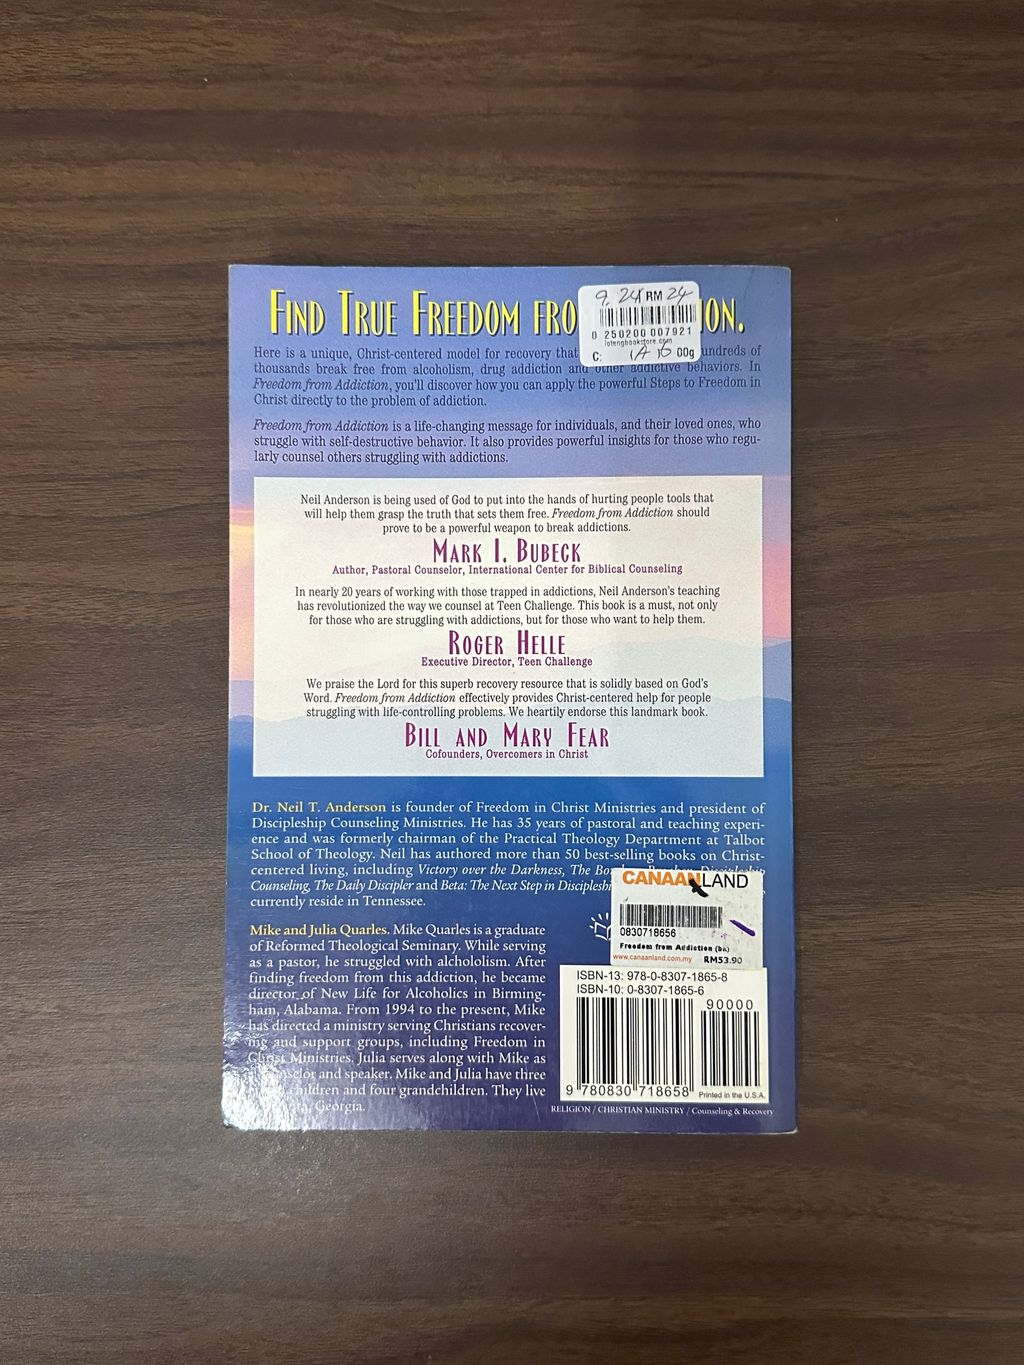 FIND TRUE FREEDOM FRO ION.
9. 24 RM 24
0 250200 007921
lotengbookstore.com
C: 1A 6 00g
Here is a unique, Christ-centered model for recovery that undreds of
thousands break free from alcoholism, drug addiction and other addictive behaviors. In
Freedom from Addiction, you'll discover how you can apply the powerful Steps to Freedom in
Christ directly to the problem of addiction.
Freedom from Addiction is a life-changing message for individuals, and their loved ones, who
struggle with self-destructive behavior. It also provides powerful insights for those who regu-
larly counsel others struggling with addictions.
Neil Anderson is being used of God to put into the hands of hurting people tools that
will help them grasp the truth that sets them free. Freedom from Addiction should
prove to be a powerful weapon to break addictions.
MARK I. BUBECK
Author, Pastoral Counselor, International Center for Biblical Counseling
In nearly 20 years of working with those trapped in addictions, Neil Anderson's teaching
has revolutionized the way we counsel at Teen Challenge. This book is a must, not only
for those who are struggling with addictions, but for those who want to help them.
ROGER HELLE
Executive Director, Teen Challenge
We praise the Lord for this superb recovery resource that is solidly based on God's
Word. Freedom from Addiction effectively provides Christ-centered help for people
struggling with life-controlling problems. We heartily endorse this landmark book.
BILL AND MARY FEAR
Cofounders, Overcomers in Christ
Dr. Neil T. Anderson is founder of Freedom in Christ Ministries and president of
Discipleship Counseling Ministries. He has 35 years of pastoral and teaching experi-
ence and was formerly chairman of the Practical Theology Department at Talbot
School of Theology. Neil has authored more than 50 best-selling books on Christ-
centered living, including Victory over the Darkness, The Discipleship
Counseling, The Daily Discipler and Beta: The Next Step in Discipleshi
currently reside in Tennessee.
Mike and Julia Quarles. Mike Quarles is a graduate
of Reformed Theological Seminary. While serving
as a pastor, he struggled with alchololism. After
finding freedom from this addiction, he became
director of New Life for Alcoholics in Birming-
ham, Alabama. From 1994 to the present, Mike
has directed a ministry serving Christians recover-
ing and support groups, including Freedom in
Christ Ministries. Julia serves along with Mike as
nselor and speaker. Mike and Julia have three
children and four grandchildren. They live
ta, Georgia.
CANAANLAND
0830718656
Freedom from Addiction (bk)
www.canaanland.com.my RM53.90
ISBN-13: 978-0-8307-1865-8
ISBN-10: 0-8307-1865-6
90000
9 780830 718658
Printed in the U.S.A.
RELIGION / CHRISTIAN MINISTRY / Counseling & Recovery